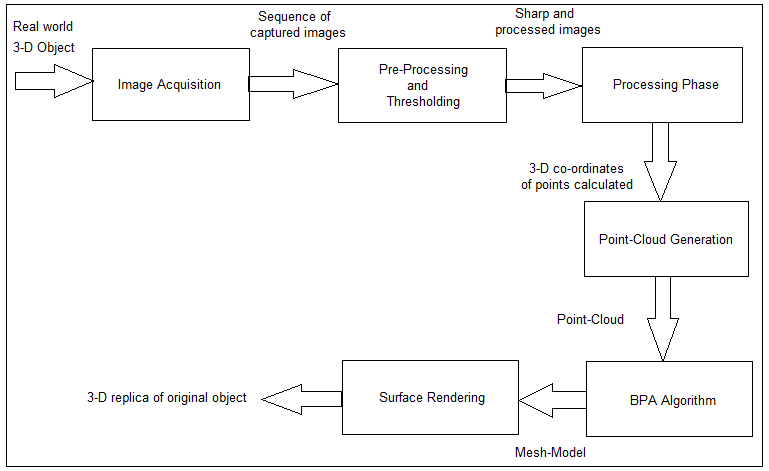 Real world
3-D Object
Image Acquisition
Sequence of
captured images
Pre-Processing
and
Thresholding
Sharp and
processed images
Processing Phase
3-D co-ordinates
of points calculated
Point-Cloud Generation
Point-Cloud
BPA Algorithm
Mesh-Model
Surface Rendering
3-D replica of original object